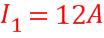 I₁ = 12A